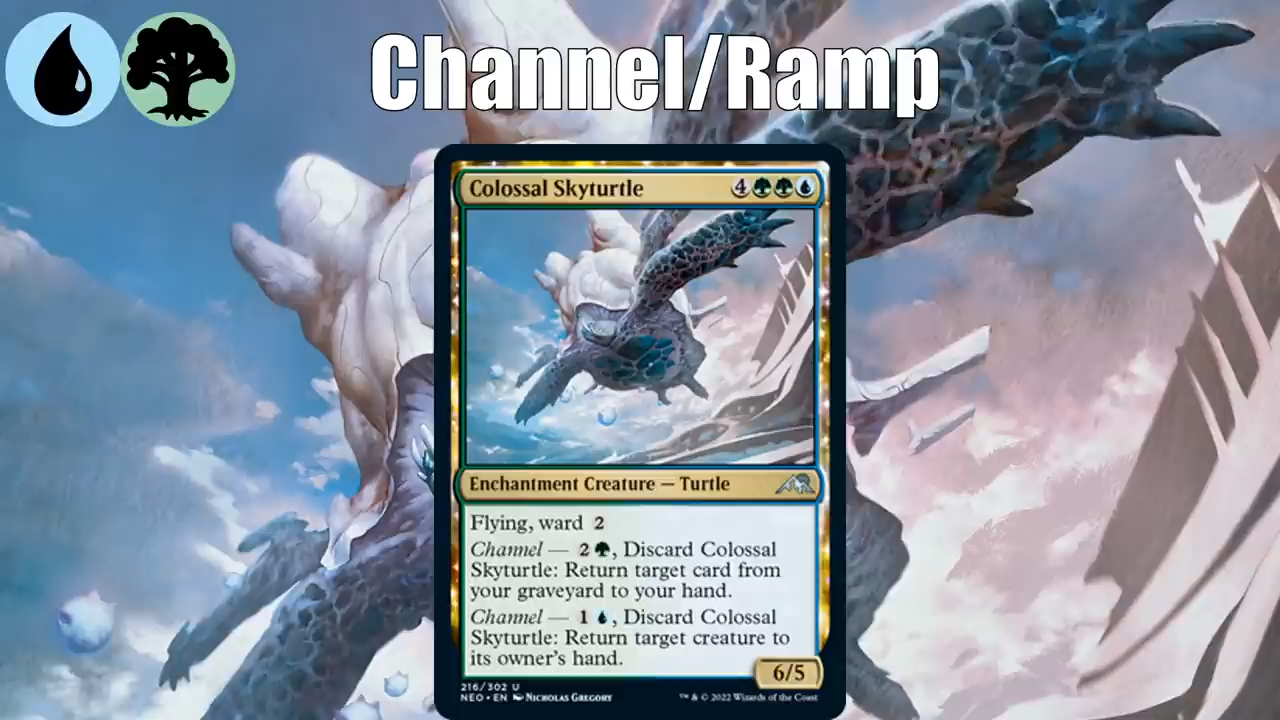 Channel/Ramp
Colossal Skyturtle 4
Enchantment Creature — Turtle
Flying, ward 2
Channel — 2, Discard Colossal
Skyturtle: Return target card from
your graveyard to your hand.
Channel — 1, Discard Colossal
Skyturtle: Return target creature to
its owner's hand.
6/5
216/302 U
NEO • EN Nicholas Gregory
™ & © 2022 Wizards of the Coast